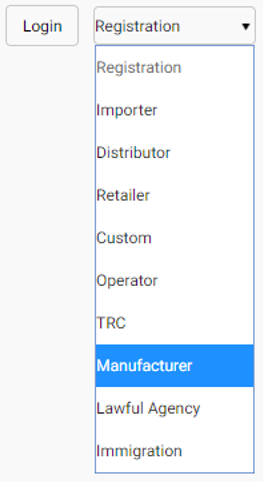 Login
Registration
Registration
Importer
Distributor
Retailer
Custom
Operator
TRC
Manufacturer
Lawful Agency
Immigration